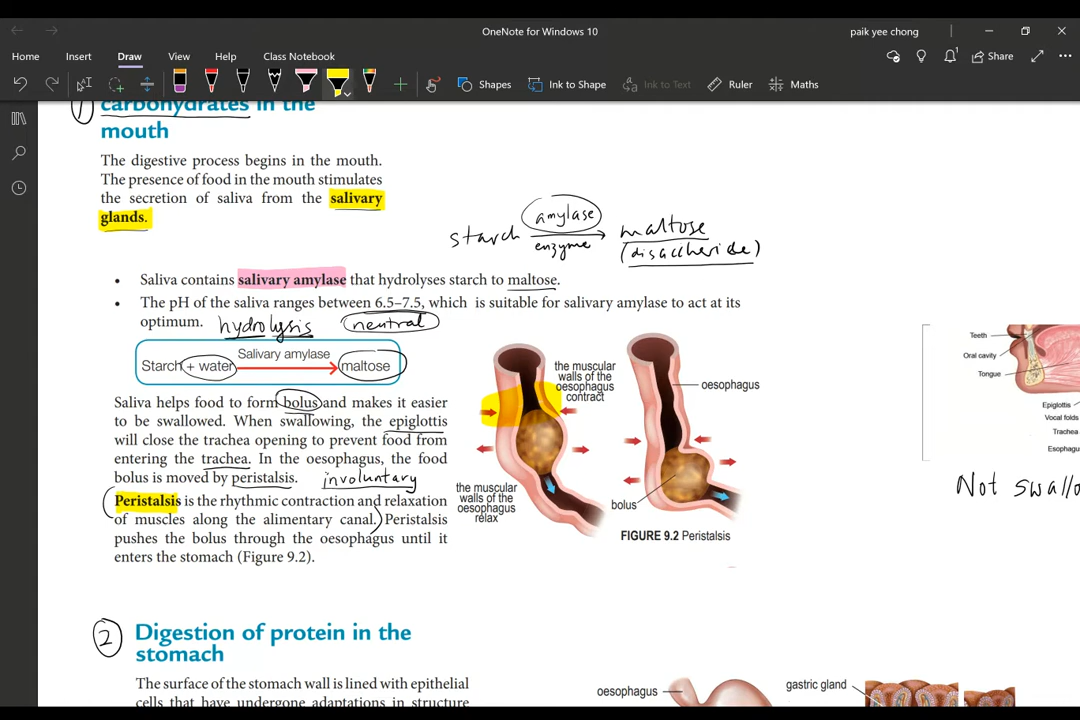 OneNote for Windows 10
paik yee chong
Home
Insert
Draw
View
Help
Class Notebook
Share
Shapes
Ink to Shape
Ink to Text
Ruler
Maths
1
carbohydrates in the
mouth
The digestive process begins in the mouth.
The presence of food in the mouth stimulates
the secretion of saliva from the salivary
glands.
starch amylase maltose
enzyme (disaccharide)
• Saliva contains salivary amylase that hydrolyses starch to maltose.
• The pH of the saliva ranges between 6.5–7.5, which is suitable for salivary amylase to act at its
optimum.
hydrolysis neutral
Salivary amylase
Starch + water maltose
Saliva helps food to form bolus and makes it easier
to be swallowed. When swallowing, the epiglottis
will close the trachea opening to prevent food from
entering the trachea. In the oesophagus, the food
bolus is moved by peristalsis. involuntary
(Peristalsis is the rhythmic contraction and relaxation
of muscles along the alimentary canal.) Peristalsis
pushes the bolus through the oesophagus until it
enters the stomach (Figure 9.2).
the muscular
walls of the
oesophagus
contract
the muscular
walls of the
oesophagus
relax
oesophagus
bolus
FIGURE 9.2 Peristalsis
Teeth
Oral cavity
Tongue
Epiglottis
Vocal folds
Trachea
Esophagu
Not swallo
2
Digestion of protein in the
stomach
The surface of the stomach wall is lined with epithelial
cells that have undergone adaptations in structure
oesophagus
gastric gland